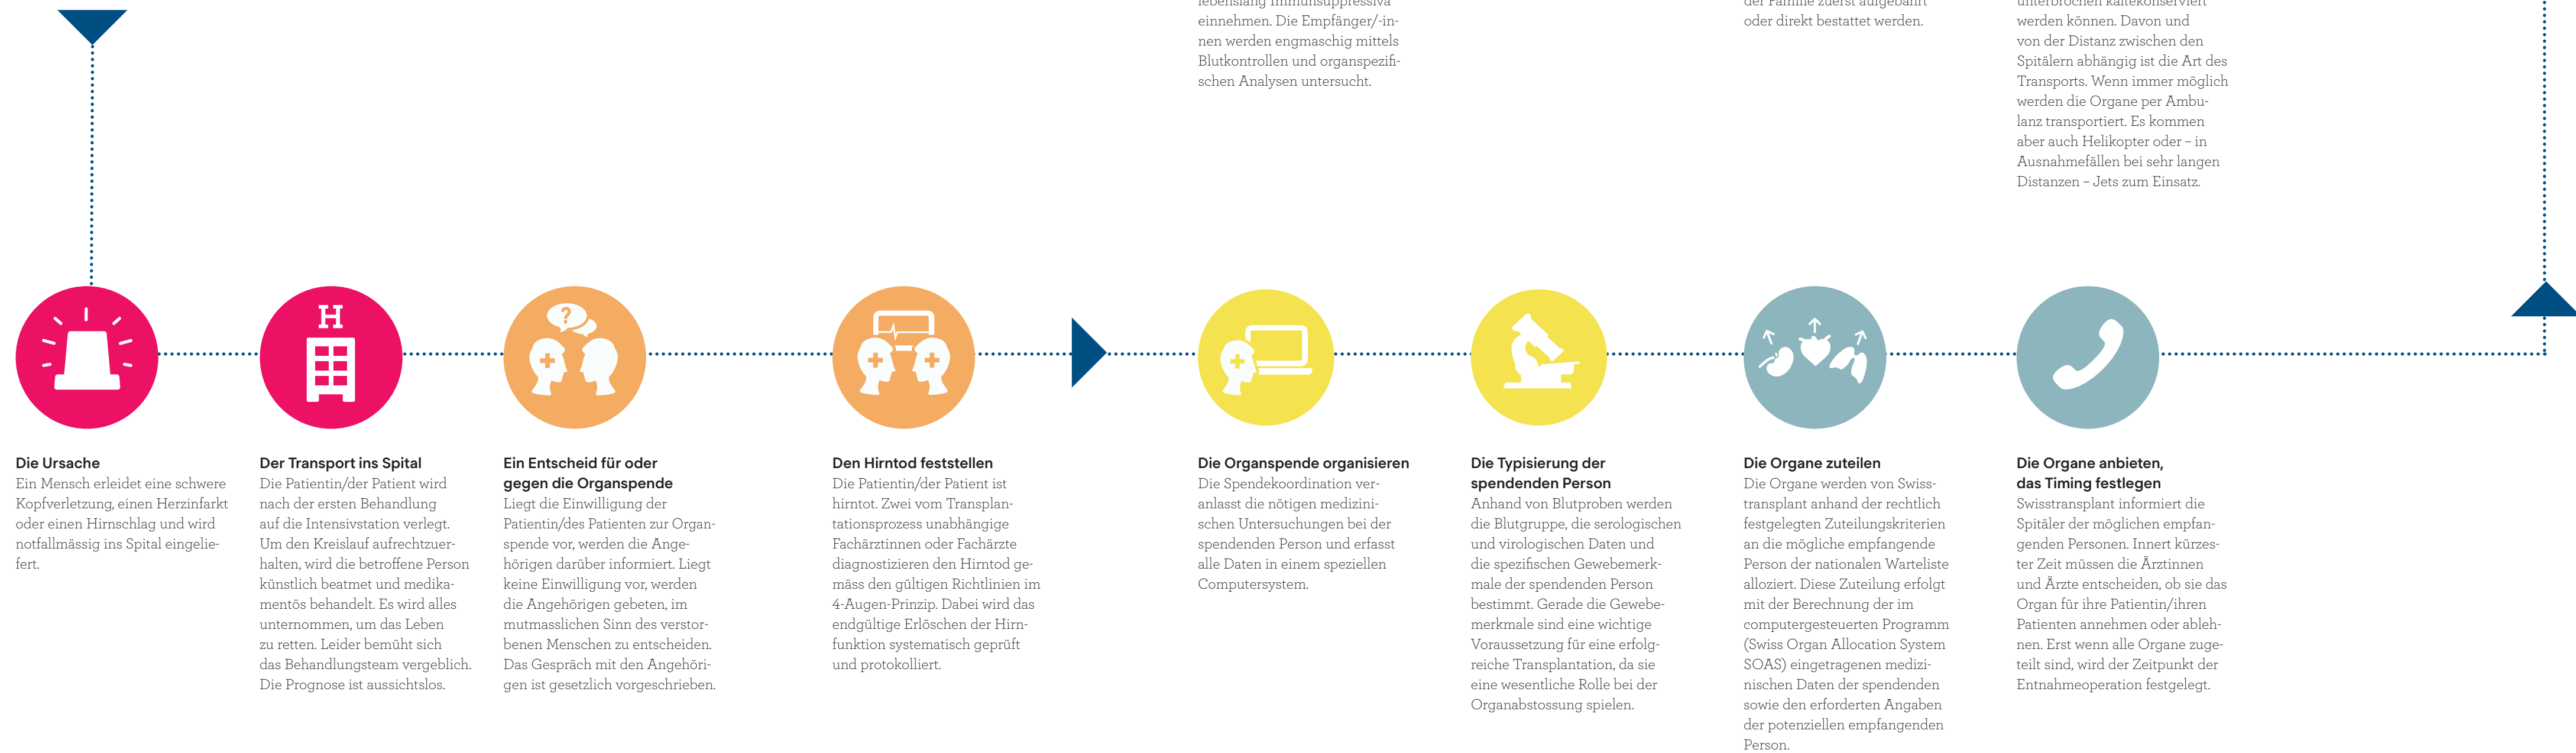 lebenslang Immunsuppressiva
einnehmen. Die Empfänger/-in-
nen werden engmaschig mittels
Blutkontrollen und organspezifi-
schen Analysen untersucht.
der Familie zuerst aufgebahrt
oder direkt bestattet werden.
unterbrochen kältekonserviert
werden können. Davon und
von der Distanz zwischen den
Spitälern abhängig ist die Art des
Transports. Wenn immer möglich
werden die Organe per Ambu-
lanz transportiert. Es kommen
aber auch Helikopter oder – in
Ausnahmefällen bei sehr langen
Distanzen – Jets zum Einsatz.
H
?
Die Ursache
Ein Mensch erleidet eine schwere
Kopfverletzung, einen Herzinfarkt
oder einen Hirnschlag und wird
notfallmässig ins Spital eingelie-
fert.
Der Transport ins Spital
Die Patientin/der Patient wird
nach der ersten Behandlung
auf die Intensivstation verlegt.
Um den Kreislauf aufrechtzuer-
halten, wird die betroffene Person
künstlich beatmet und medika-
mentös behandelt. Es wird alles
unternommen, um das Leben
zu retten. Leider bemüht sich
das Behandlungsteam vergeblich.
Die Prognose ist aussichtslos.
Ein Entscheid für oder
gegen die Organspende
Liegt die Einwilligung der
Patientin/des Patienten zur Organ-
spende vor, werden die Ange-
hörigen darüber informiert. Liegt
keine Einwilligung vor, werden
die Angehörigen gebeten, im
mutmasslichen Sinn des verstor-
benen Menschen zu entscheiden.
Das Gespräch mit den Angehöri-
gen ist gesetzlich vorgeschrieben.
Den Hirntod feststellen
Die Patientin/der Patient ist
hirntot. Zwei vom Transplan-
tationsprozess unabhängige
Fachärztinnen oder Fachärzte
diagnostizieren den Hirntod ge-
mäss den gültigen Richtlinien im
4-Augen-Prinzip. Dabei wird das
endgültige Erlöschen der Hirn-
funktion systematisch geprüft
und protokolliert.
Die Organspende organisieren
Die Spendekoordination ver-
anlasst die nötigen medizini-
schen Untersuchungen bei der
spendenden Person und erfasst
alle Daten in einem speziellen
Computersystem.
Die Typisierung der
spendenden Person
Anhand von Blutproben werden
die Blutgruppe, die serologischen
und virologischen Daten und
die spezifischen Gewebemerk-
male der spendenden Person
bestimmt. Gerade die Gewebe-
merkmale sind eine wichtige
Voraussetzung für eine erfolg-
reiche Transplantation, da sie
eine wesentliche Rolle bei der
Organabstossung spielen.
Die Organe zuteilen
Die Organe werden von Swiss-
transplant anhand der rechtlich
festgelegten Zuteilungskriterien
an die mögliche empfangende
Person der nationalen Warteliste
alloziert. Diese Zuteilung erfolgt
mit der Berechnung der im
computergesteuerten Programm
(Swiss Organ Allocation System
SOAS) eingetragenen medizi-
nischen Daten der spendenden
sowie den erforderten Angaben
der potenziellen empfangenden
Person.
Die Organe anbieten,
das Timing festlegen
Swisstransplant informiert die
Spitäler der möglichen empfan-
genden Personen. Innert kürzes-
ter Zeit müssen die Ärztinnen
und Ärzte entscheiden, ob sie das
Organ für ihre Patientin/ihren
Patienten annehmen oder ableh-
nen. Erst wenn alle Organe zuge-
teilt sind, wird der Zeitpunkt der
Entnahmeoperation festgelegt.